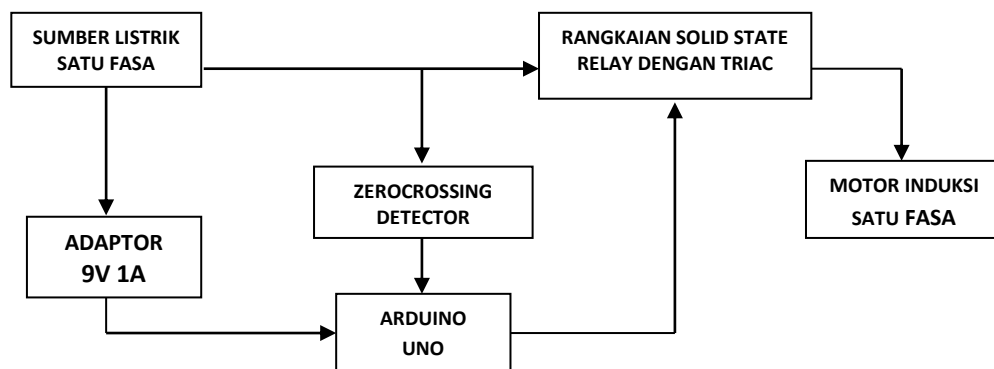 SUMBER LISTRIK
SATU FASA
RANGKAIAN SOLID STATE
RELAY DENGAN TRIAC
ZEROCROSSING
DETECTOR
MOTOR INDUKSI
SATU FASA
ADAPTOR
9V 1A
ARDUINO
UNO